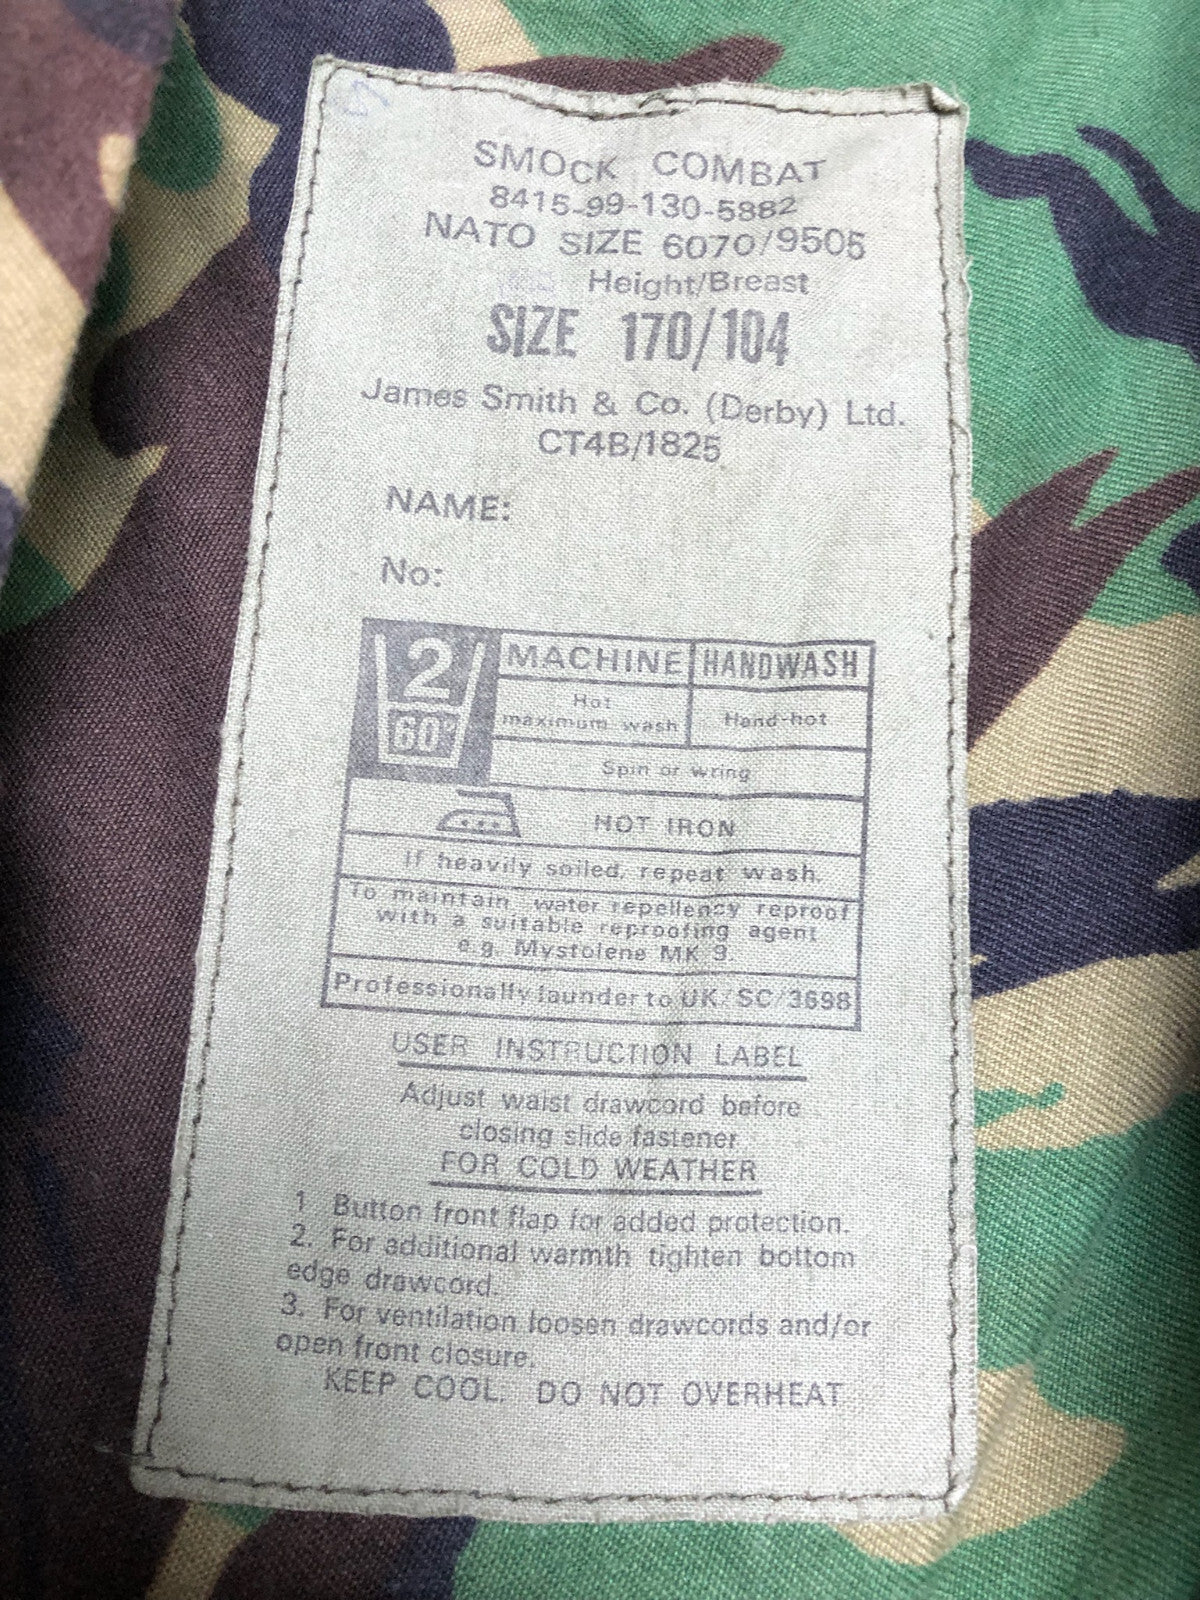 SMOCK COMBAT
8415-99-130-5882
NATO SIZE 6070/9505
Height/Breast
SIZE 170/104
James Smith & Co. (Derby) Ltd.
CT4B/1825
NAME:
No:
2 MACHINE HANDWASH
60° Hot maximum wash Hand-hot
Spin or wring
HOT IRON
If heavily soiled, repeat wash.
To maintain water repellency reproof
with a suitable reproofing agent
e.g. Mystolene MK 9.
Professionally launder to UK/SC/3698
USER INSTRUCTION LABEL
Adjust waist drawcord before
closing slide fastener
FOR COLD WEATHER
1 Button front flap for added protection.
2. For additional warmth tighten bottom
edge drawcord.
3. For ventilation loosen drawcords and/or
open front closure.
KEEP COOL. DO NOT OVERHEAT